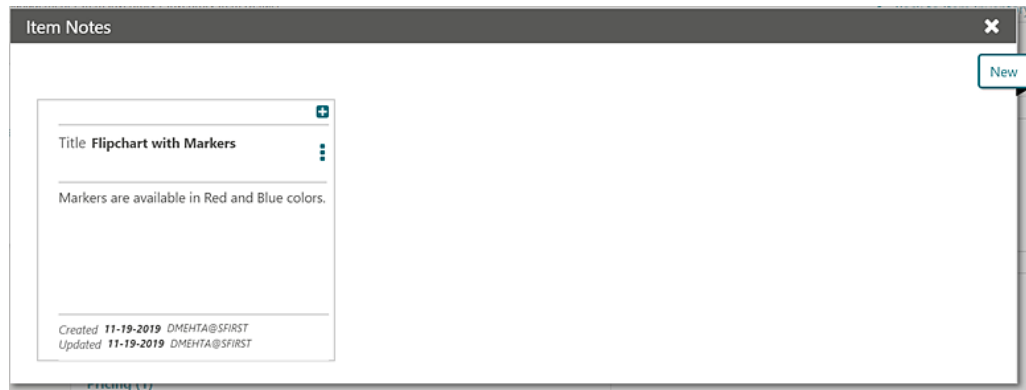 Item Notes
New
Title Flipchart with Markers
Markers are available in Red and Blue colors.
Created 11-19-2019 DMEHTA@SFIRST
Updated 11-19-2019 DMEHTA@SFIRST
Pricing (1)